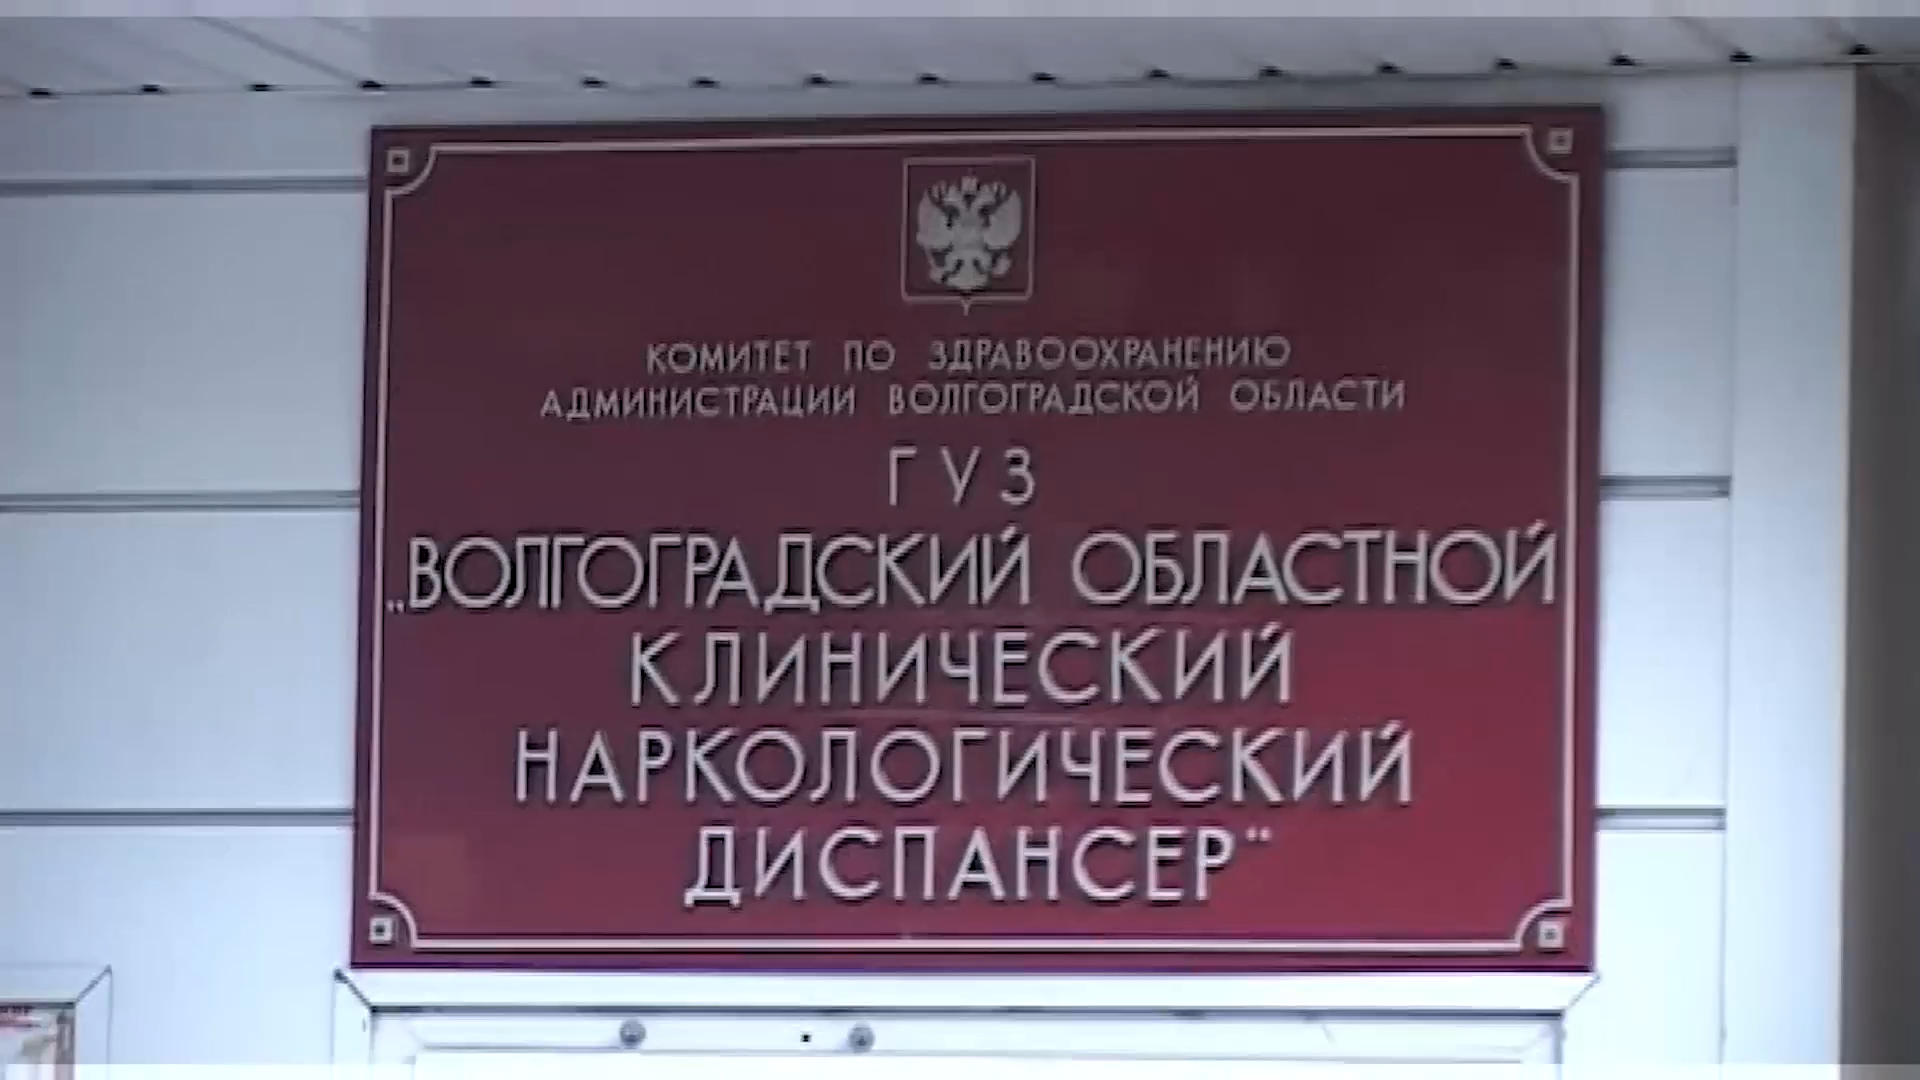 КОМИТЕТ ПО ЗДРАВООХРАНЕНИЮ
АДМИНИСТРАЦИИ ВОЛГОГРАДСКОЙ ОБЛАСТИ
ГУЗ
„ВОЛГОГРАДСКИЙ ОБЛАСТНОЙ
КЛИНИЧЕСКИЙ
НАРКОЛОГИЧЕСКИЙ
ДИСПАНСЕР“